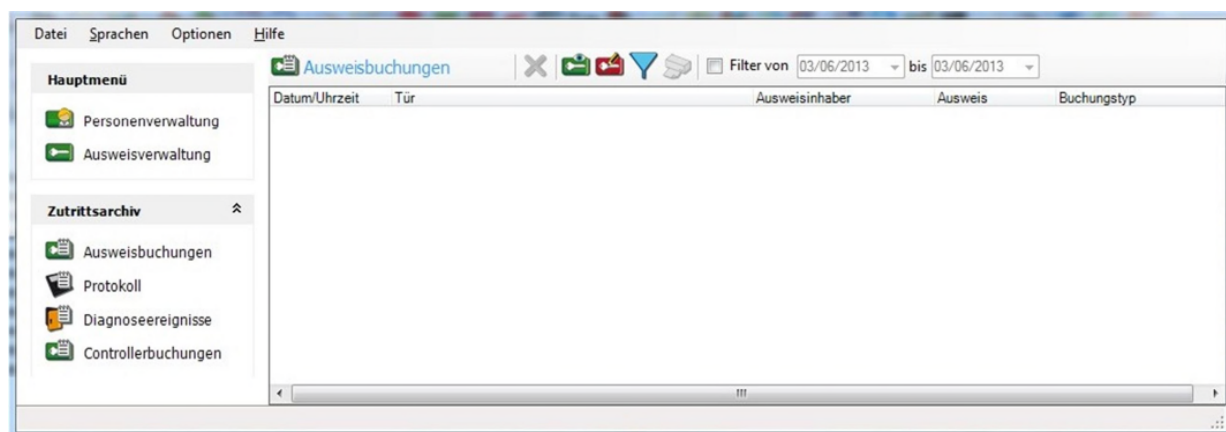 Datei Sprachen Optionen Hilfe
Hauptmenü
Personenverwaltung
Ausweisverwaltung
Zutrittsarchiv
Ausweisbuchungen
Protokoll
Diagnoseereignisse
Controllerbuchungen
Ausweisbuchungen Filter von 03/06/2013 bis 03/06/2013
Datum/Uhrzeit Tür Ausweisinhaber Ausweis Buchungstyp